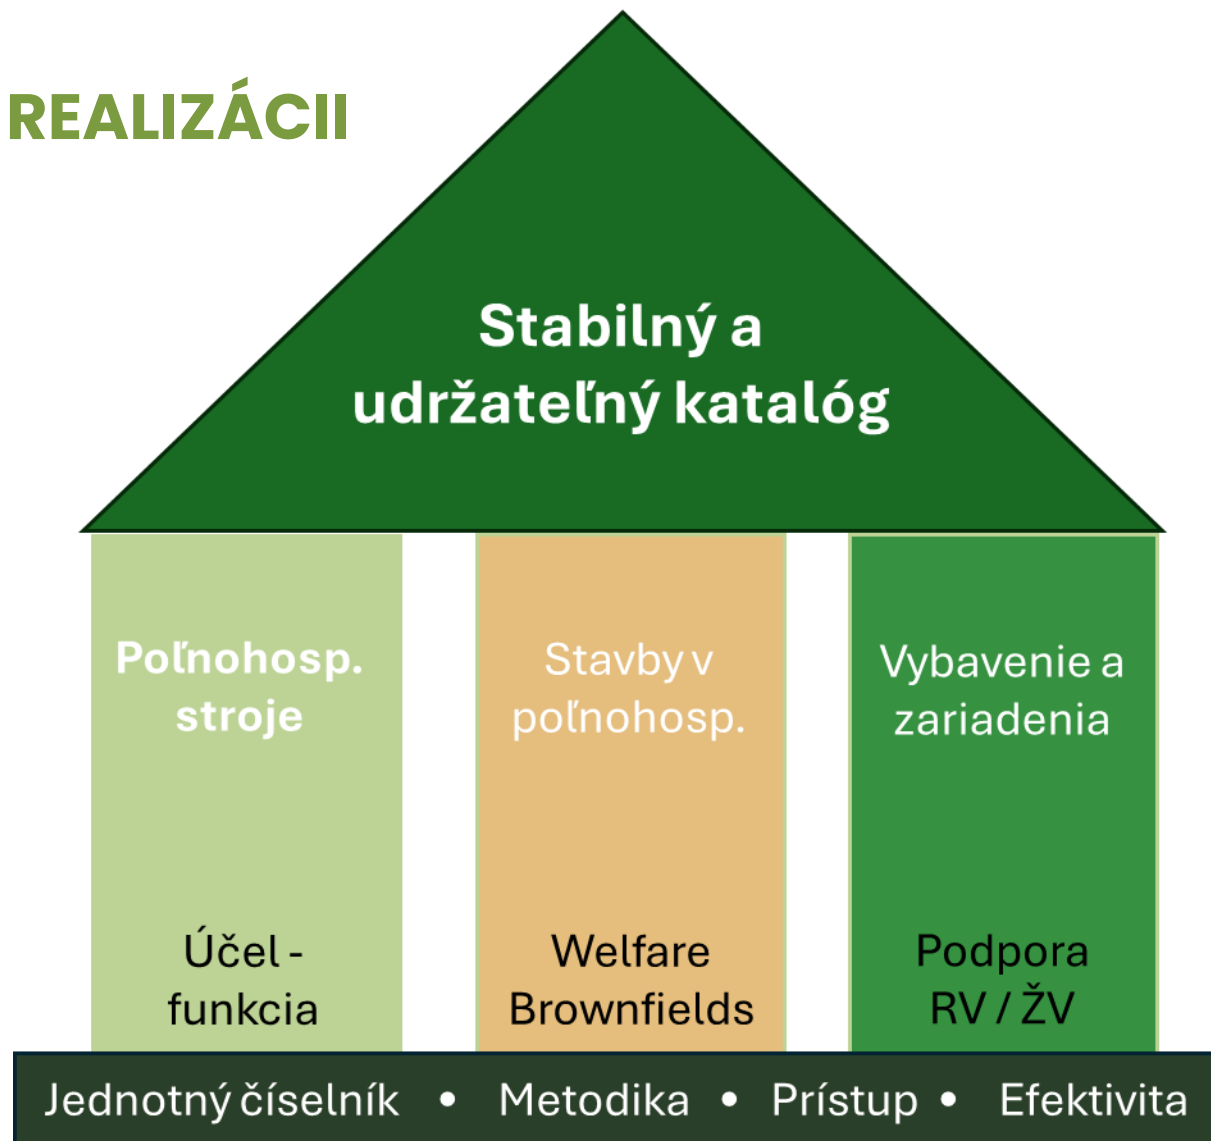 REALIZÁCII
Stabilný a
udržateľný katalóg
Poľnohosp.
stroje
Stavby v
poľnohosp.
Vybavenie a
zariadenia
Účel -
funkcia
Welfare
Brownfields
Podpora
RV / ŽV
Jednotný číselník • Metodika • Prístup • Efektivita